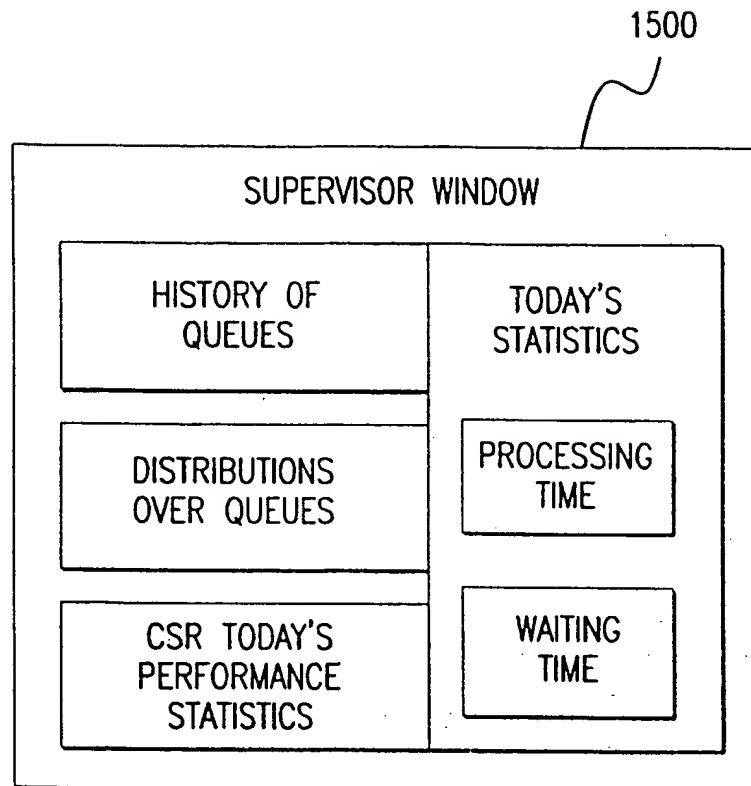 1500
SUPERVISOR WINDOW
HISTORY OF
QUEUES
DISTRIBUTIONS
OVER QUEUES
CSR TODAY'S
PERFORMANCE
STATISTICS
TODAY'S
STATISTICS
PROCESSING
TIME
WAITING
TIME